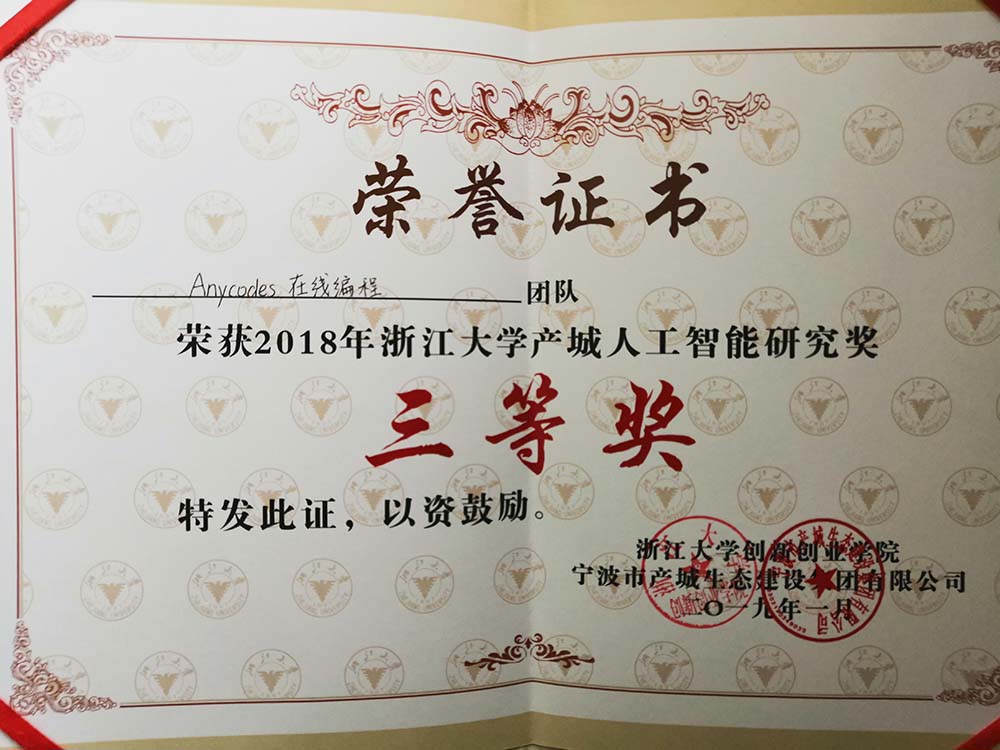 荣誉证书
Anycodes 在线编程 团队
荣获2018年浙江大学产城人工智能研究奖
三等奖
特发此证，以资鼓励。
浙江大学创新创业学院
宁波市产城生态建设集团有限公司
二〇一九年一月